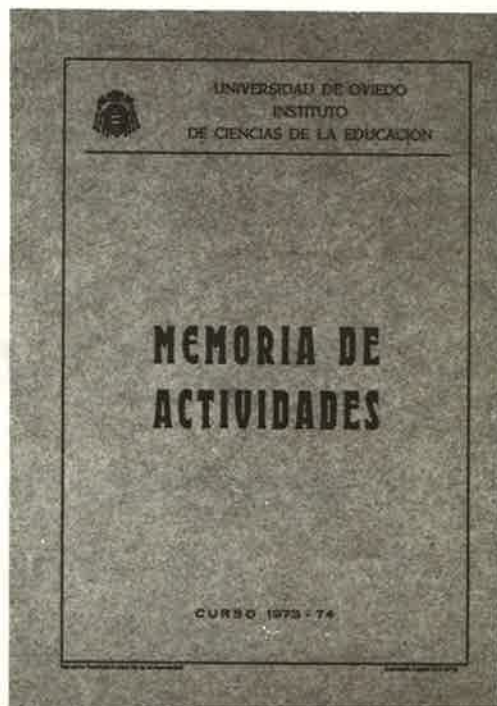 UNIVERSIDAD DE OVIEDO
INSTITUTO
DE CIENCIAS DE LA EDUCACION
MEMORIA DE
ACTIVIDADES
CURSO 1973-74